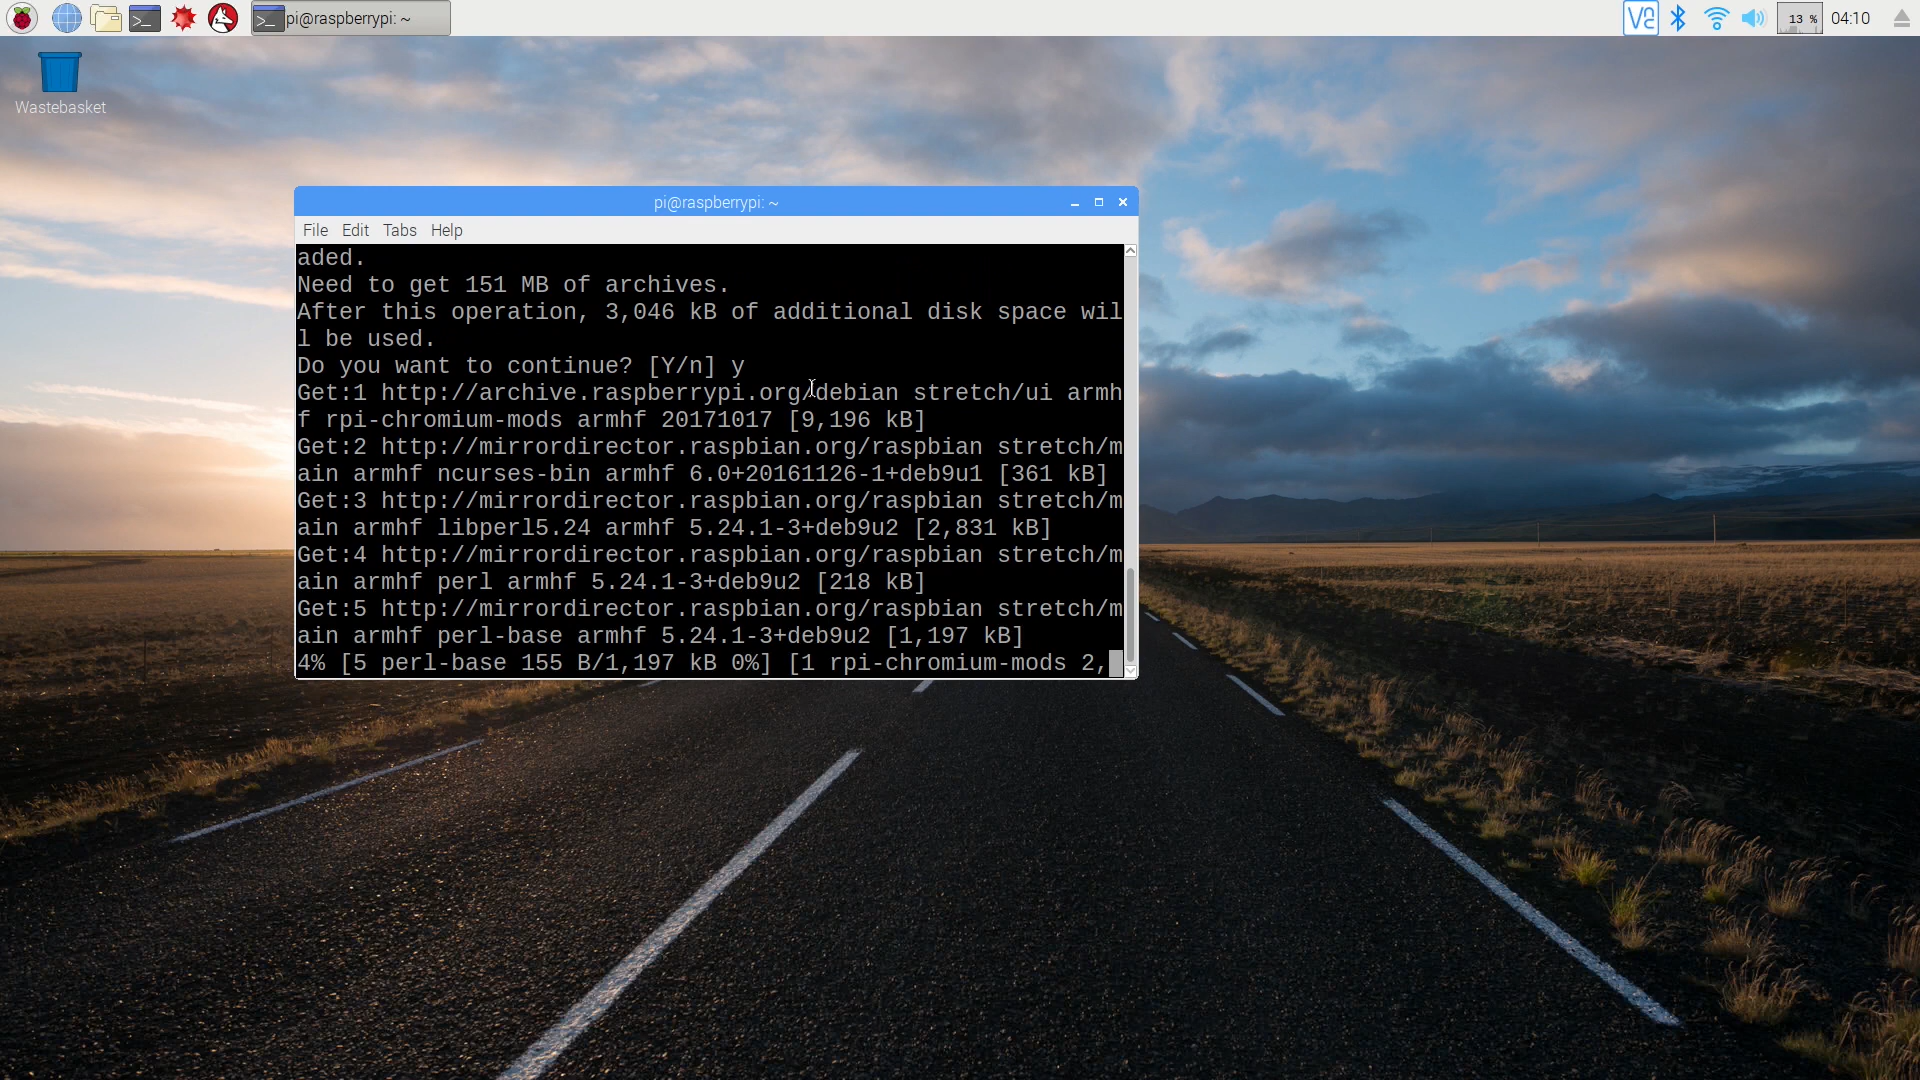 pi@raspberrypi: ~
13 %
04:10
Wastebasket
pi@raspberrypi: ~
File Edit Tabs Help
aded.
Need to get 151 MB of archives.
After this operation, 3,046 kB of additional disk space wil
l be used.
Do you want to continue? [Y/n] y
Get:1 http://archive.raspberrypi.org/debian stretch/ui armh
f rpi-chromium-mods armhf 20171017 [9,196 kB]
Get:2 http://mirrordirector.raspbian.org/raspbian stretch/m
ain armhf ncurses-bin armhf 6.0+20161126-1+deb9u1 [361 kB]
Get:3 http://mirrordirector.raspbian.org/raspbian stretch/m
ain armhf libperl5.24 armhf 5.24.1-3+deb9u2 [2,831 kB]
Get:4 http://mirrordirector.raspbian.org/raspbian stretch/m
ain armhf perl armhf 5.24.1-3+deb9u2 [218 kB]
Get:5 http://mirrordirector.raspbian.org/raspbian stretch/m
ain armhf perl-base armhf 5.24.1-3+deb9u2 [1,197 kB]
4% [5 perl-base 155 B/1,197 kB 0%] [1 rpi-chromium-mods 2,